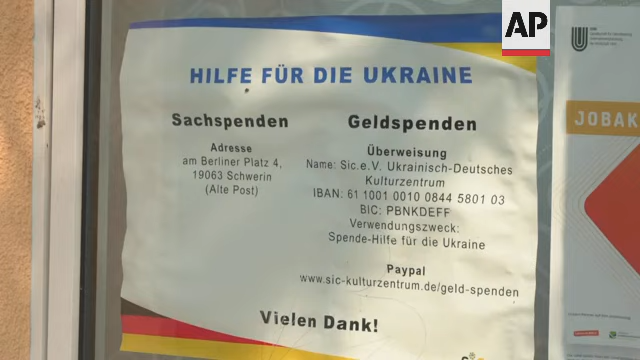 AP
HILFE FÜR DIE UKRAINE
Sachspenden
Adresse
am Berliner Platz 4,
19063 Schwerin
(Alte Post)
Geldspenden
Überweisung
Name: Sic.e.V. Ukrainisch-Deutsches
Kulturzentrum
IBAN: 61 1001 0010 0844 5801 03
BIC: PBNKDEFF
Verwendungszweck:
Spende-Hilfe für die Ukraine
Paypal
www.sic-kulturzentrum.de/geld-spenden
Vielen Dank!
JOBAK